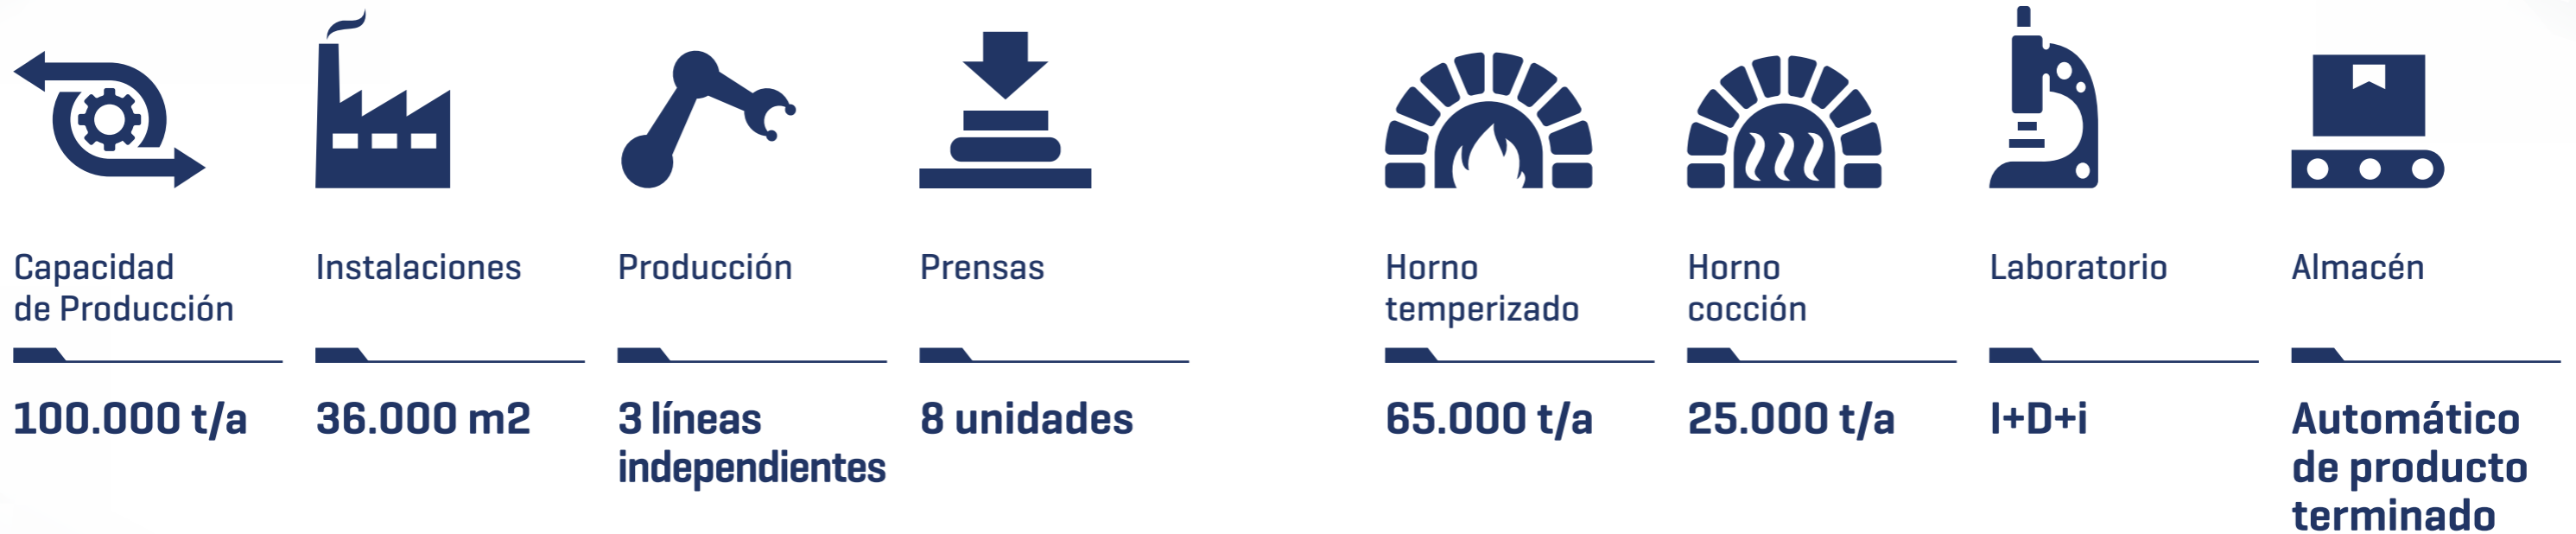 Capacidad
de Producción
100.000 t/a
Instalaciones
36.000 m2
Producción
3 líneas
independientes
Prensas
8 unidades
Horno
temperizado
65.000 t/a
Horno
cocción
25.000 t/a
Laboratorio
I+D+i
Almacén
Automático
de producto
terminado